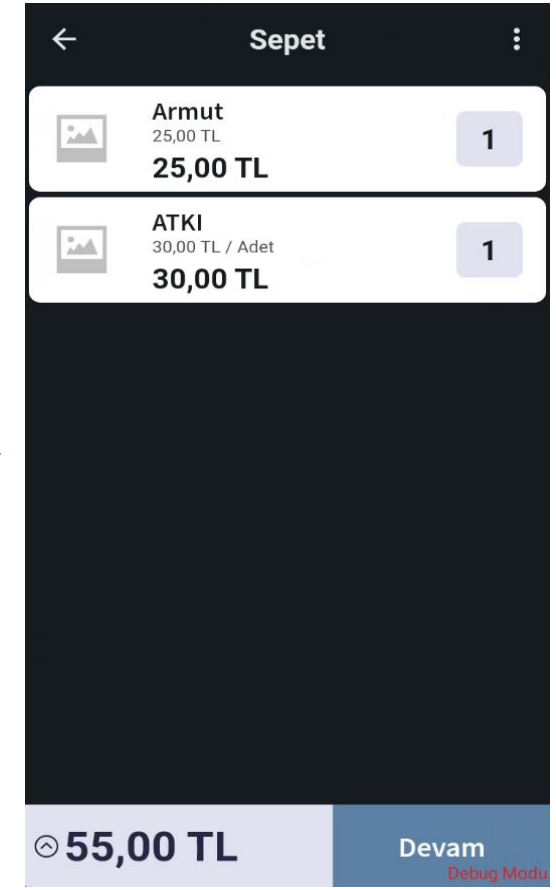 Sepet
Armut
25,00 TL
25,00 TL
1
ATKI
30,00 TL / Adet
30,00 TL
1
55,00 TL
Devam
Debug Modu